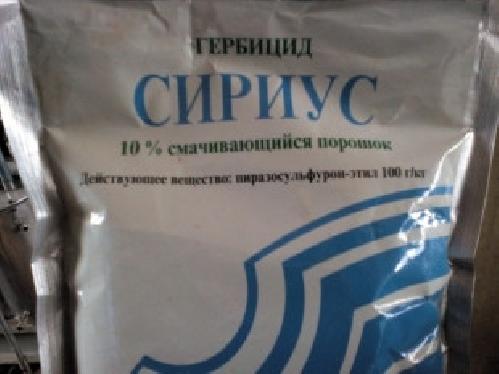 ГЕРБИЦИД
СИРИУС
10 % смачивающийся порошок
Действующее вещество: пиразосульфурон-этил 100 г/кг